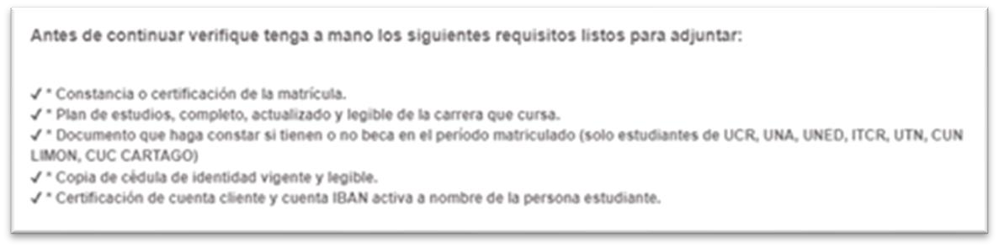 Antes de continuar verifique tenga a mano los siguientes requisitos listos para adjuntar:
✓ * Constancia o certificación de la matrícula.
✓ * Plan de estudios, completo, actualizado y legible de la carrera que cursa.
✓ * Documento que haga constar si tienen o no beca en el período matriculado (solo estudiantes de UCR, UNA, UNED, ITCR, UTN, CUN
LIMON, CUC CARTAGO)
✓ * Copia de cédula de identidad vigente y legible.
✓ * Certificación de cuenta cliente y cuenta IBAN activa a nombre de la persona estudiante.